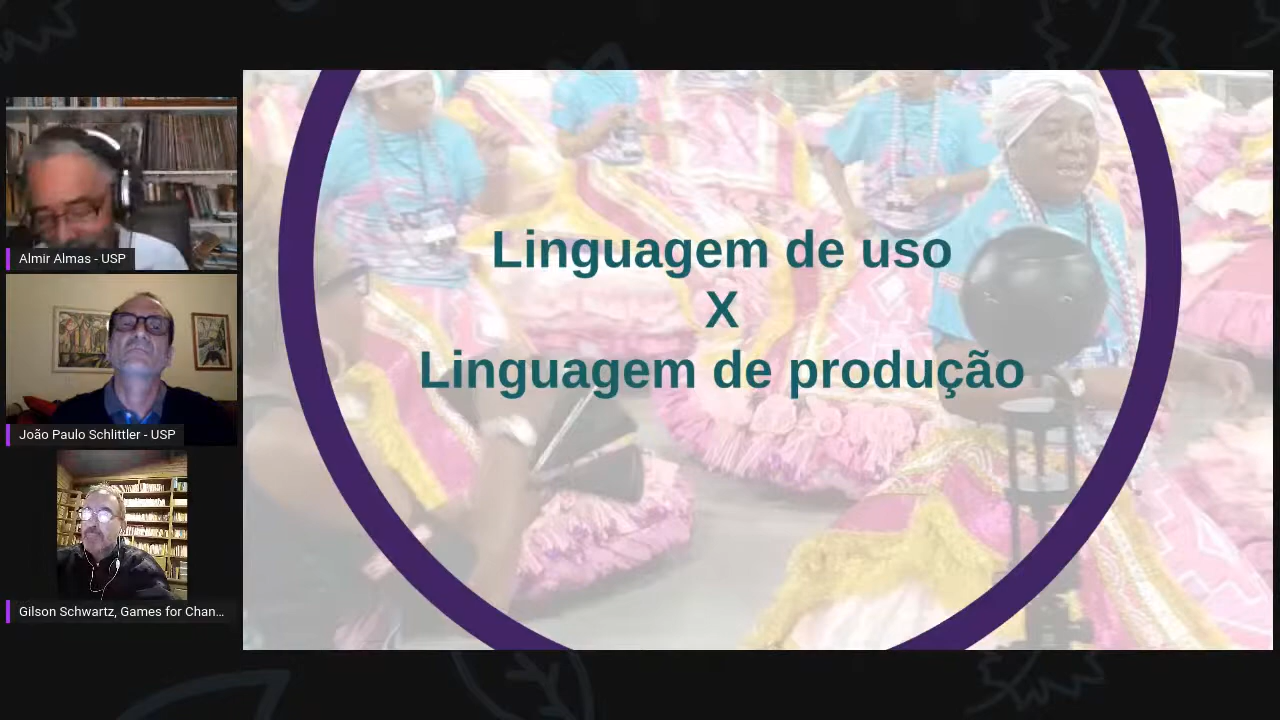 Almir Almas - USP
João Paulo Schlittler - USP
Gilson Schwartz, Games for Chan...
Linguagem de uso
X
Linguagem de produção